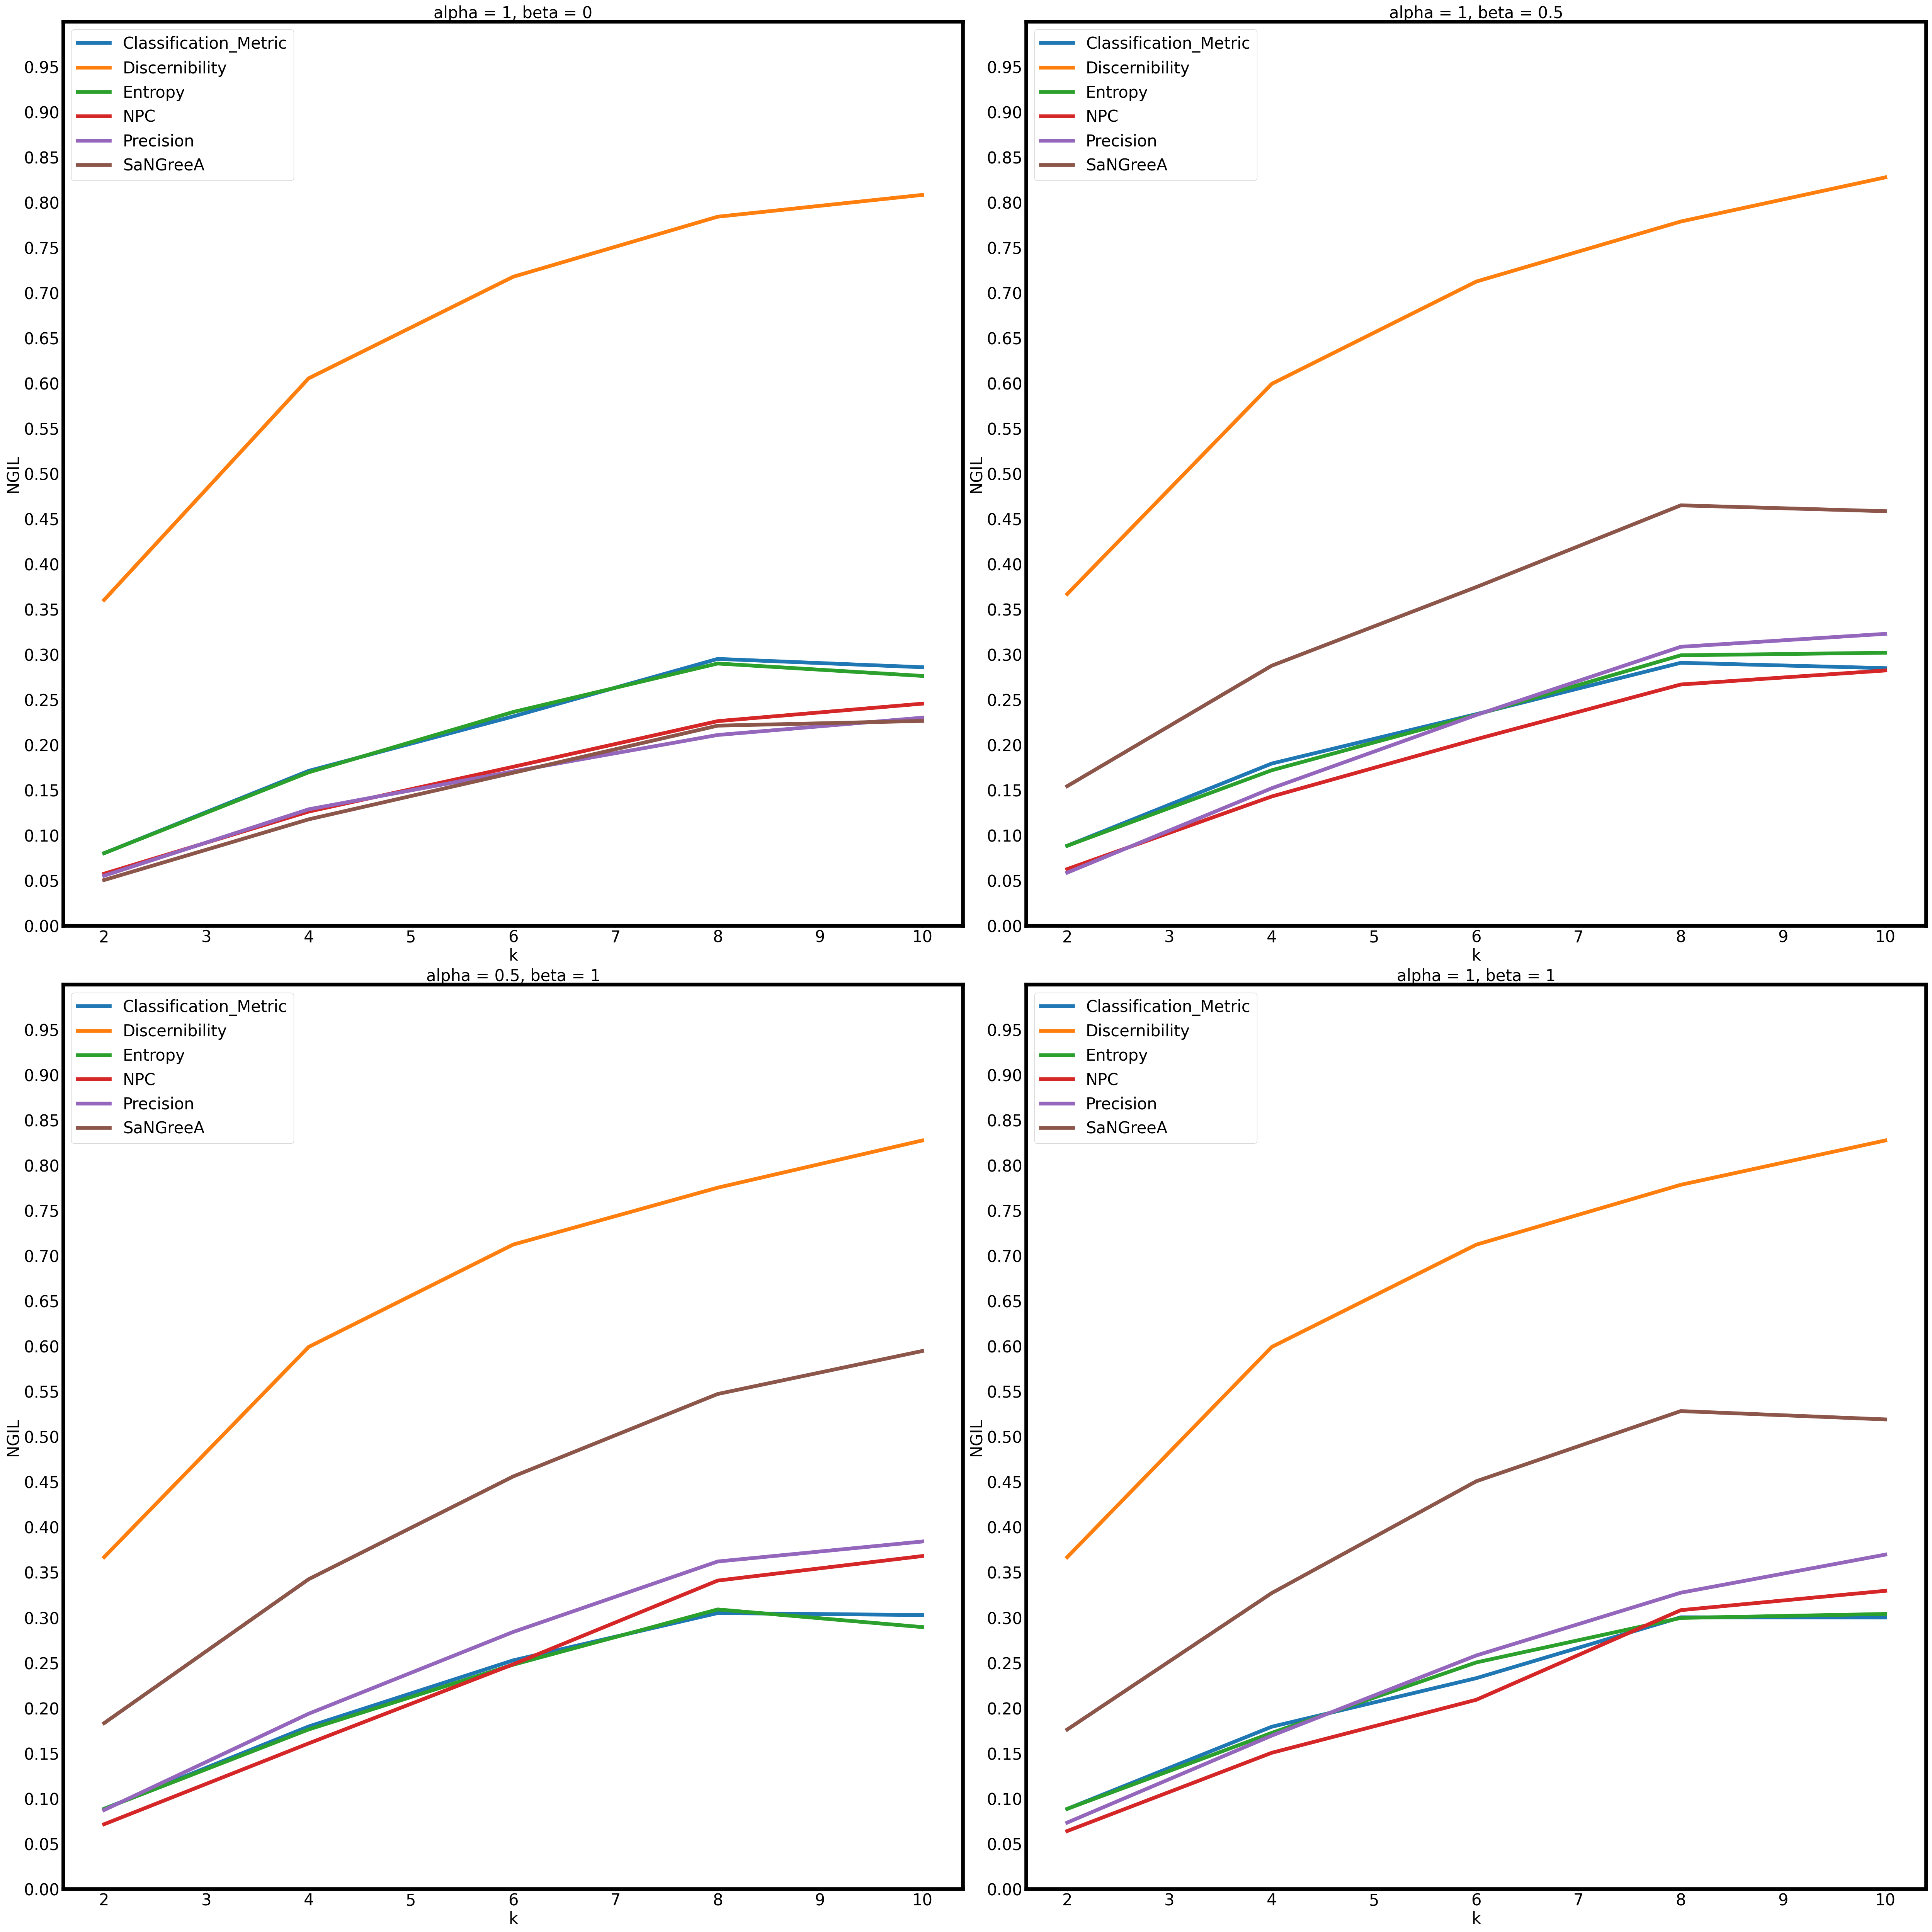 alpha = 1, beta = 0
Classification_Metric
Discernibility
Entropy
NPC
Precision
SaNGreeA
0.95
0.90
0.85
0.80
0.75
0.70
0.65
0.60
0.55
0.50
0.45
0.40
0.35
0.30
0.25
0.20
0.15
0.10
0.05
0.00
NGIL
2 3 4 5 6 7 8 9 10
k
alpha = 1, beta = 0.5
Classification_Metric
Discernibility
Entropy
NPC
Precision
SaNGreeA
0.95
0.90
0.85
0.80
0.75
0.70
0.65
0.60
0.55
0.50
0.45
0.40
0.35
0.30
0.25
0.20
0.15
0.10
0.05
0.00
NGIL
2 3 4 5 6 7 8 9 10
k
alpha = 0.5, beta = 1
Classification_Metric
Discernibility
Entropy
NPC
Precision
SaNGreeA
0.95
0.90
0.85
0.80
0.75
0.70
0.65
0.60
0.55
0.50
0.45
0.40
0.35
0.30
0.25
0.20
0.15
0.10
0.05
0.00
NGIL
2 3 4 5 6 7 8 9 10
k
alpha = 1, beta = 1
Classification_Metric
Discernibility
Entropy
NPC
Precision
SaNGreeA
0.95
0.90
0.85
0.80
0.75
0.70
0.65
0.60
0.55
0.50
0.45
0.40
0.35
0.30
0.25
0.20
0.15
0.10
0.05
0.00
NGIL
2 3 4 5 6 7 8 9 10
k